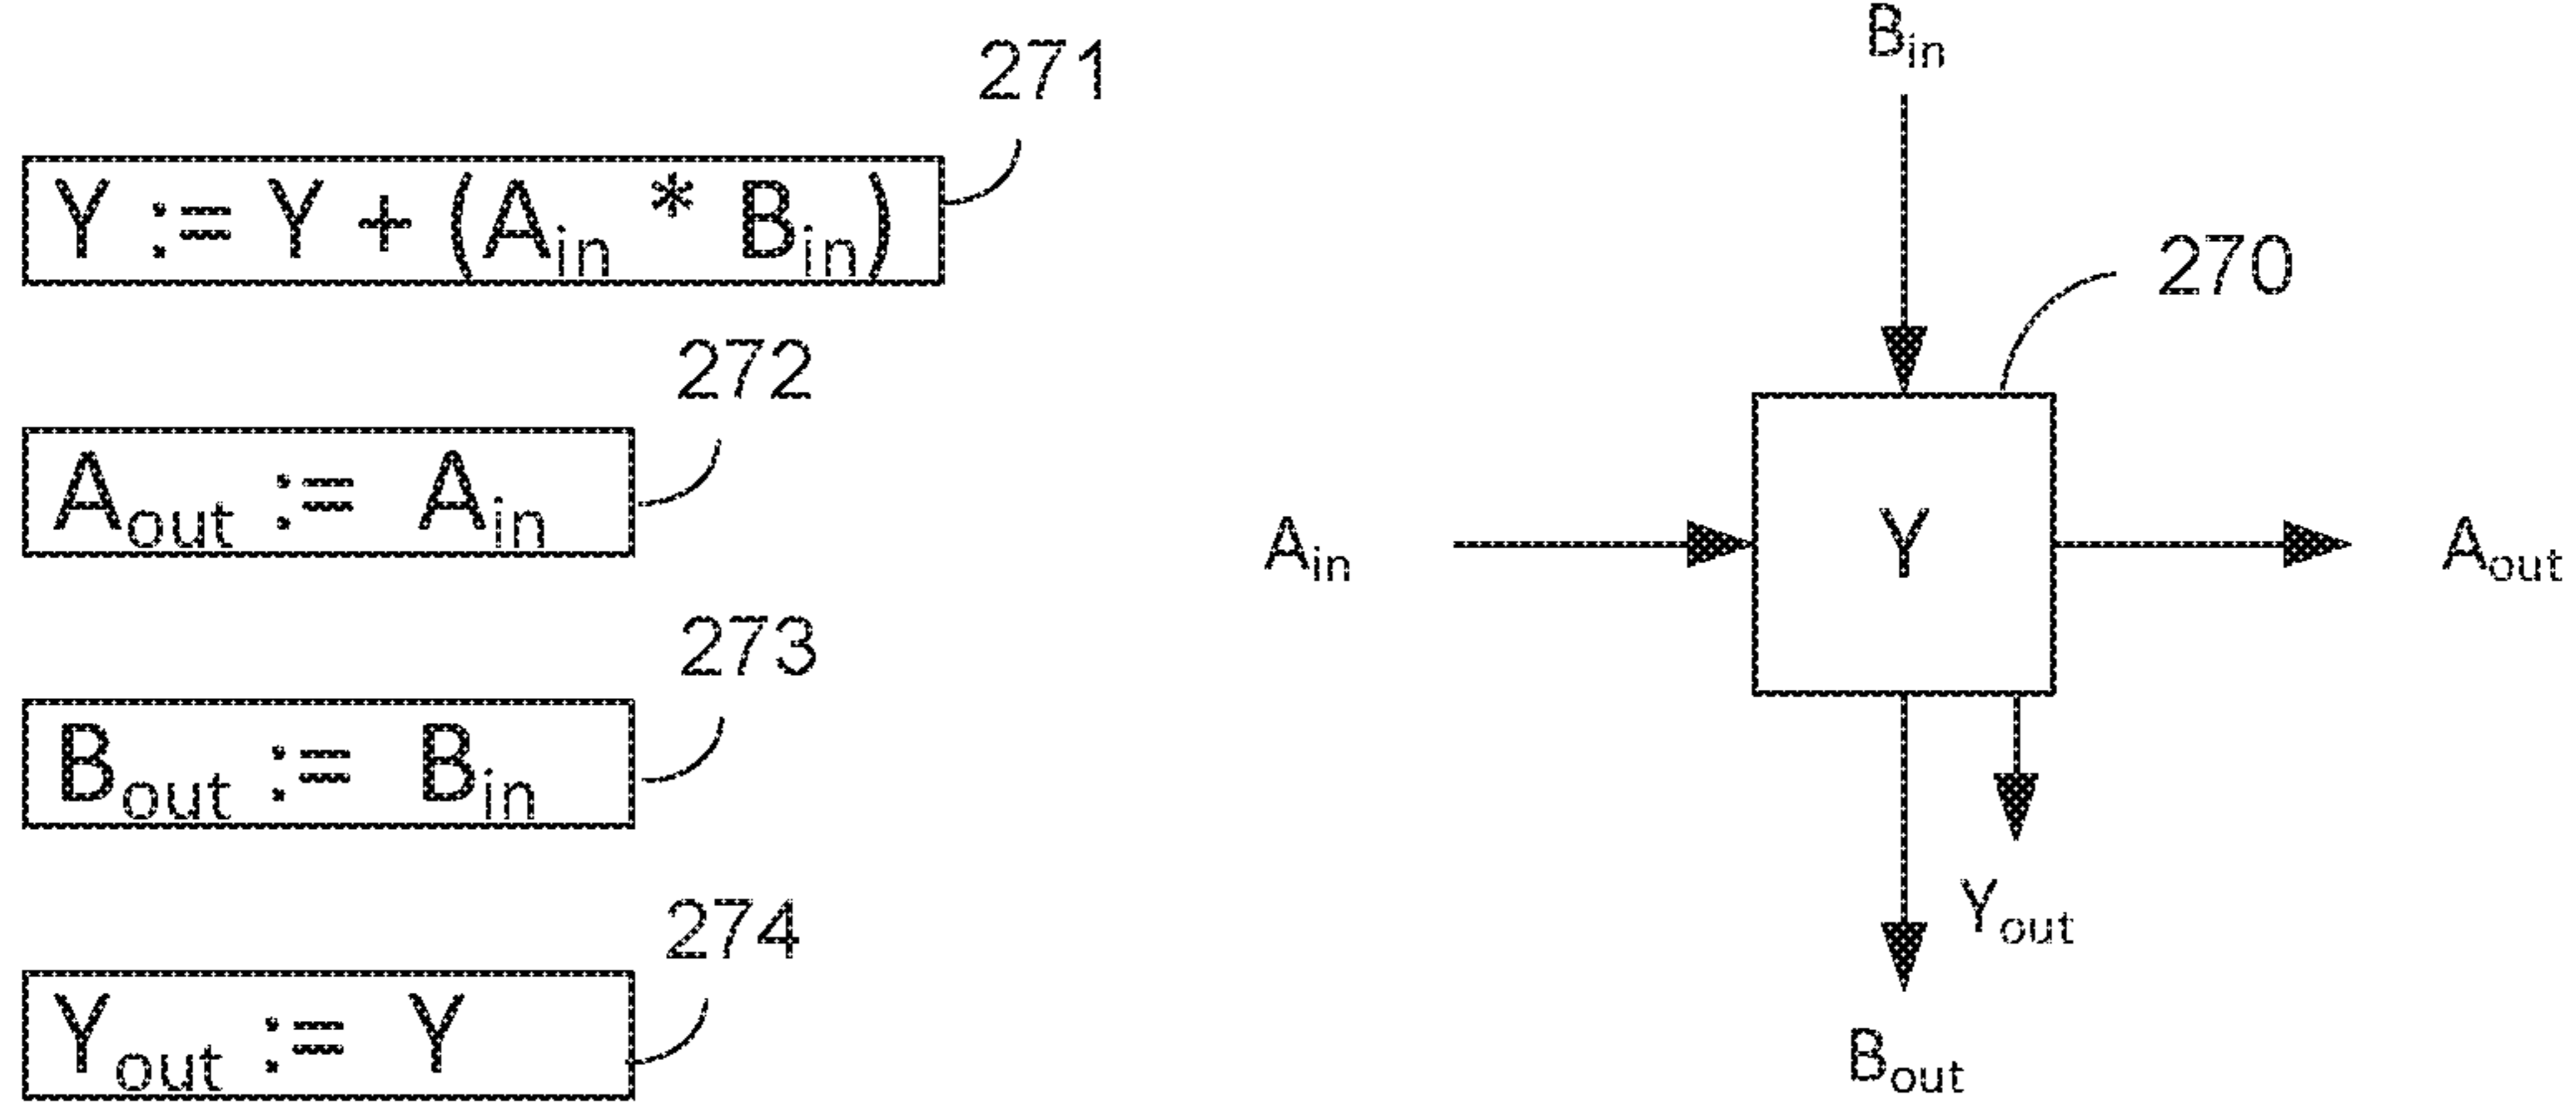 271
Y := Y + (A_in * B_in)
272
A_out := A_in
273
B_out := B_in
274
Y_out := Y
B_in
270
A_in
Y
A_out
Y_out
B_out